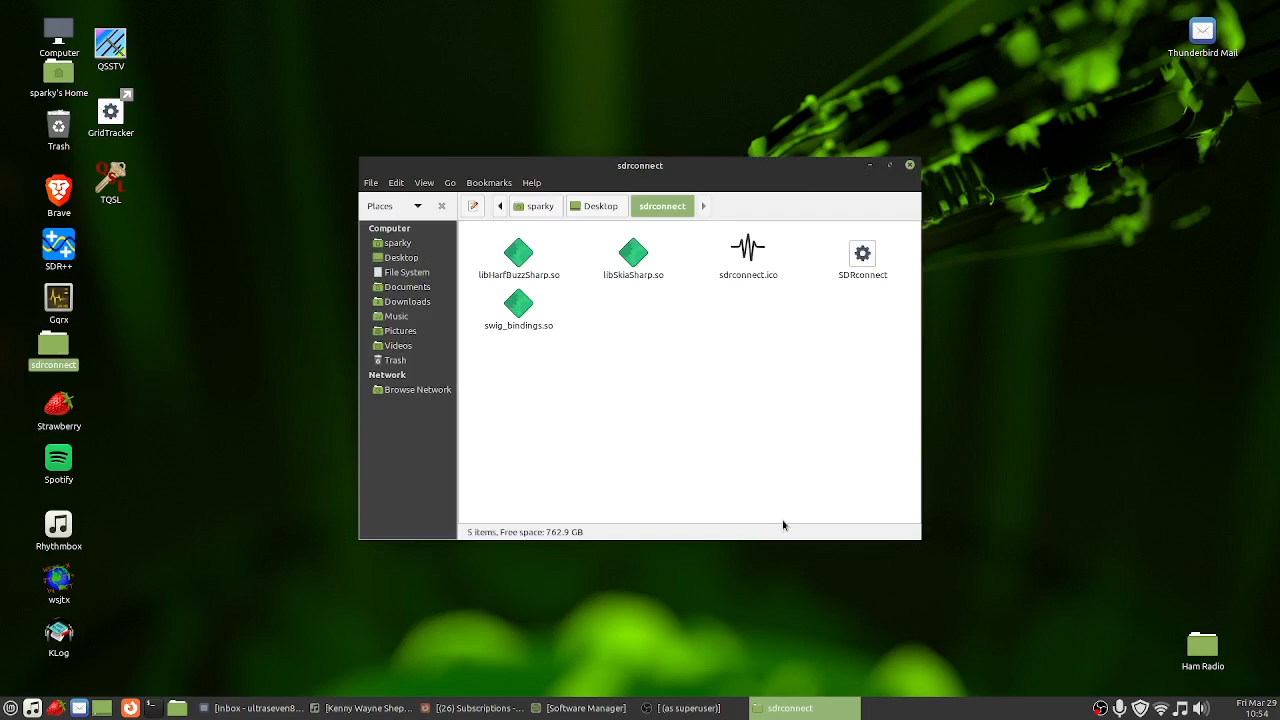 Computer
QSSTV
sparky's Home
GridTracker
Trash
TQSL
Brave
SDR++
Gqrx
sdrconnect
Strawberry
Spotify
Rhythmbox
wsjtx
KLog
Thunderbird Mail
Ham Radio
sdrconnect
File Edit View Go Bookmarks Help
Places
sparky Desktop sdrconnect
Computer
sparky
Desktop
File System
Documents
Downloads
Music
Pictures
Videos
Trash
Network
Browse Network
libHarfBuzzSharp.so libSkiaSharp.so sdrconnect.ico SDRconnect
swig_bindings.so
5 items, Free space: 762.9 GB
[Inbox - ultraseven8... [Kenny Wayne Shep... [(26) Subscriptions -... [Software Manager] [(as superuser)] sdrconnect
Fri Mar 29
10:54